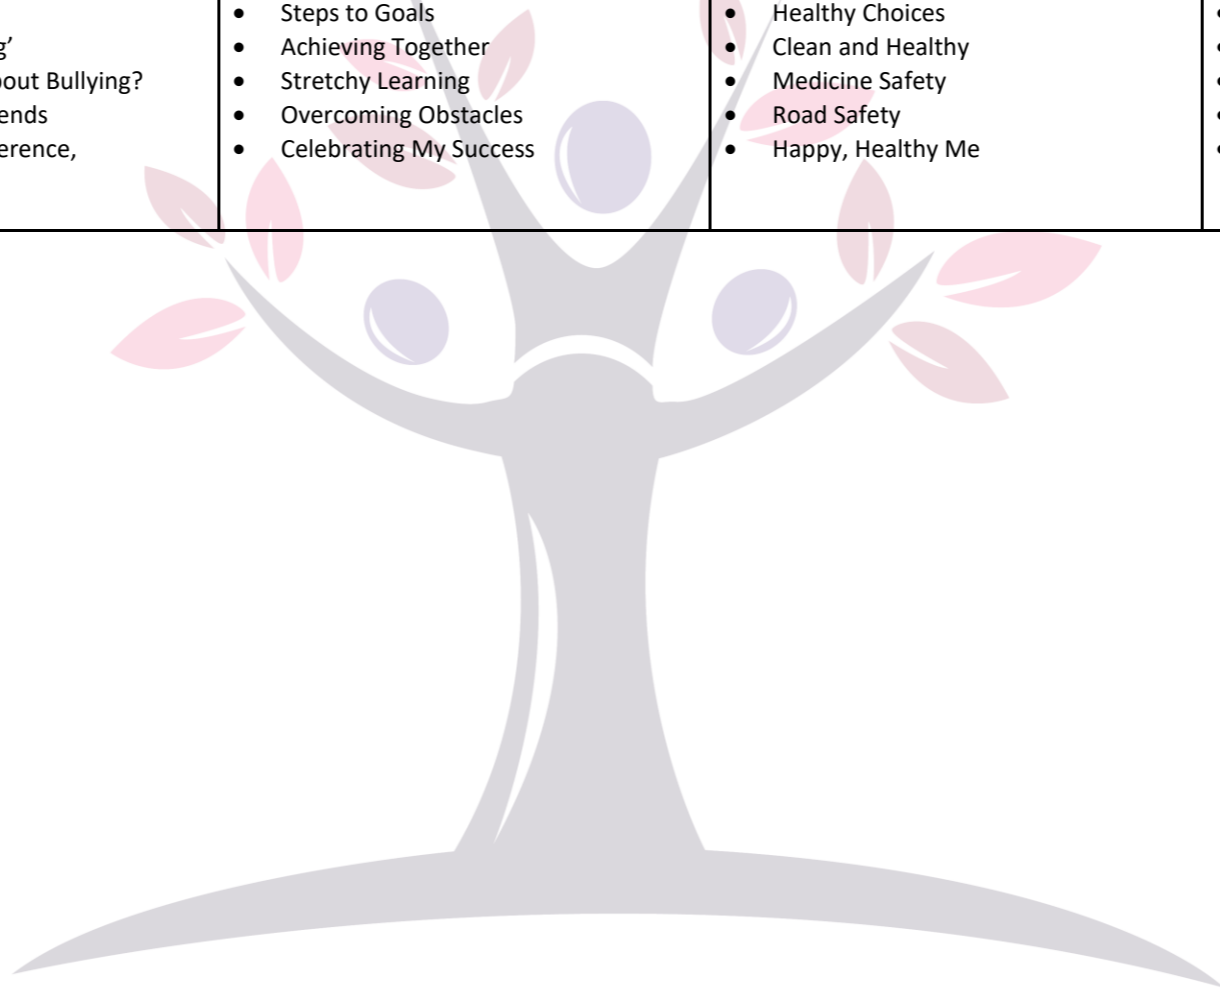 g’
bout Bullying?
ends
erence,
• Steps to Goals
• Achieving Together
• Stretchy Learning
• Overcoming Obstacles
• Celebrating My Success
• Healthy Choices
• Clean and Healthy
• Medicine Safety
• Road Safety
• Happy, Healthy Me